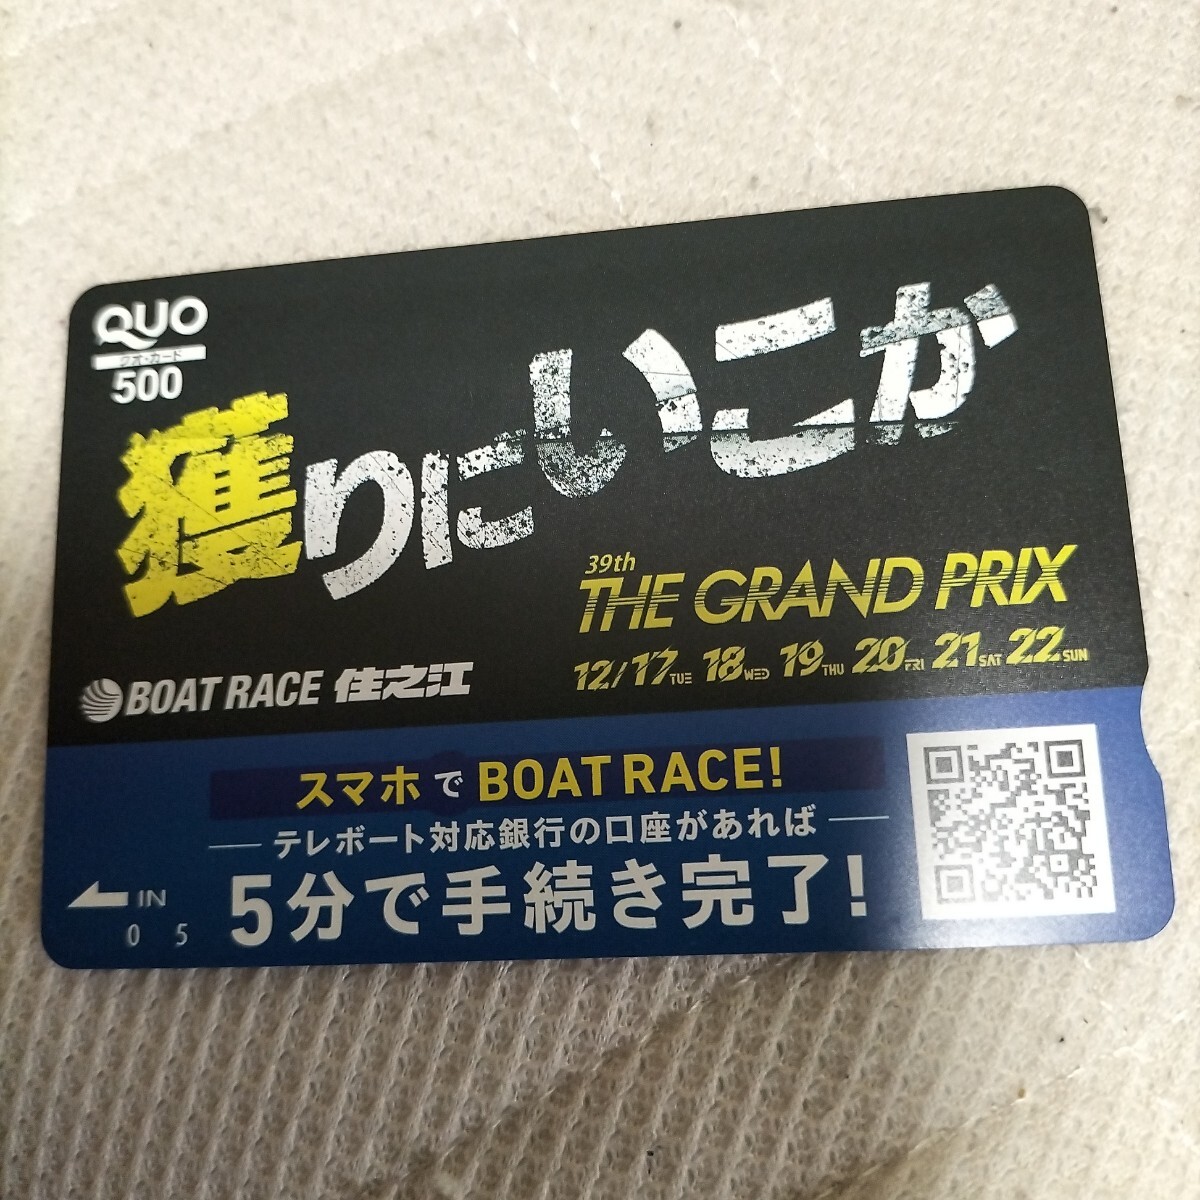 QUO
クオ・カード
500
獲りにいこか
39th
THE GRAND PRIX
12/17TUE 18WED 19THU 20FRI 21SAT 22SUN
BOAT RACE 住之江
スマホでBOAT RACE!
テレボート対応銀行の口座があれば
5分で手続き完了!
IN
0 5